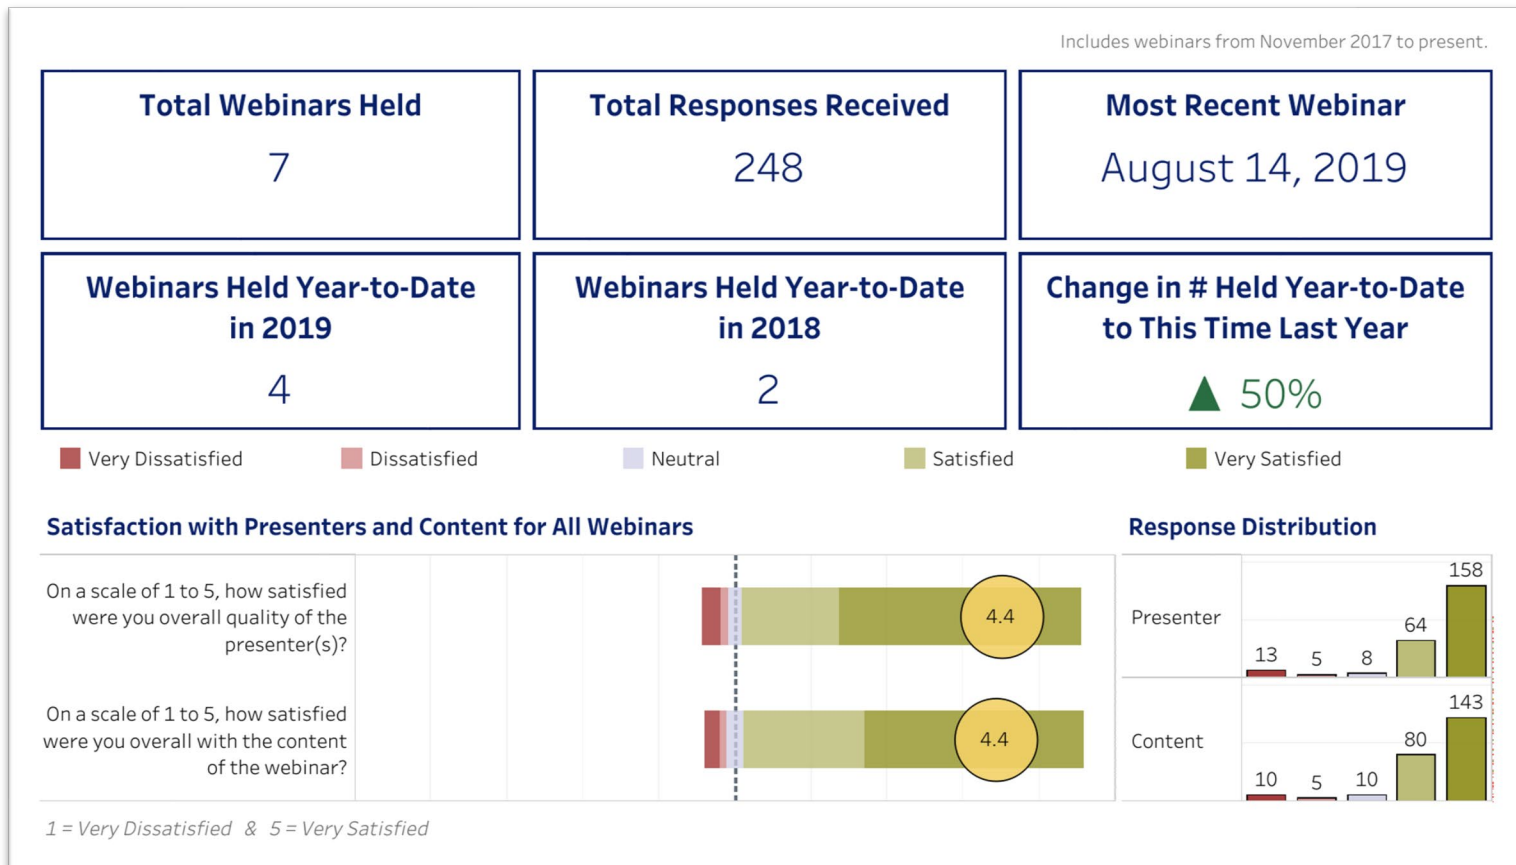 Includes webinars from November 2017 to present.
Total Webinars Held
7
Total Responses Received
248
Most Recent Webinar
August 14, 2019
Webinars Held Year-to-Date
in 2019
4
Webinars Held Year-to-Date
in 2018
2
Change in # Held Year-to-Date
to This Time Last Year
▲ 50%
Very Dissatisfied
Dissatisfied
Neutral
Satisfied
Very Satisfied
Satisfaction with Presenters and Content for All Webinars
On a scale of 1 to 5, how satisfied
were you overall quality of the
presenter(s)?
4.4
On a scale of 1 to 5, how satisfied
were you overall with the content
of the webinar?
4.4
1 = Very Dissatisfied & 5 = Very Satisfied
Response Distribution
Presenter
13
5
8
64
158
Content
10
5
10
80
143